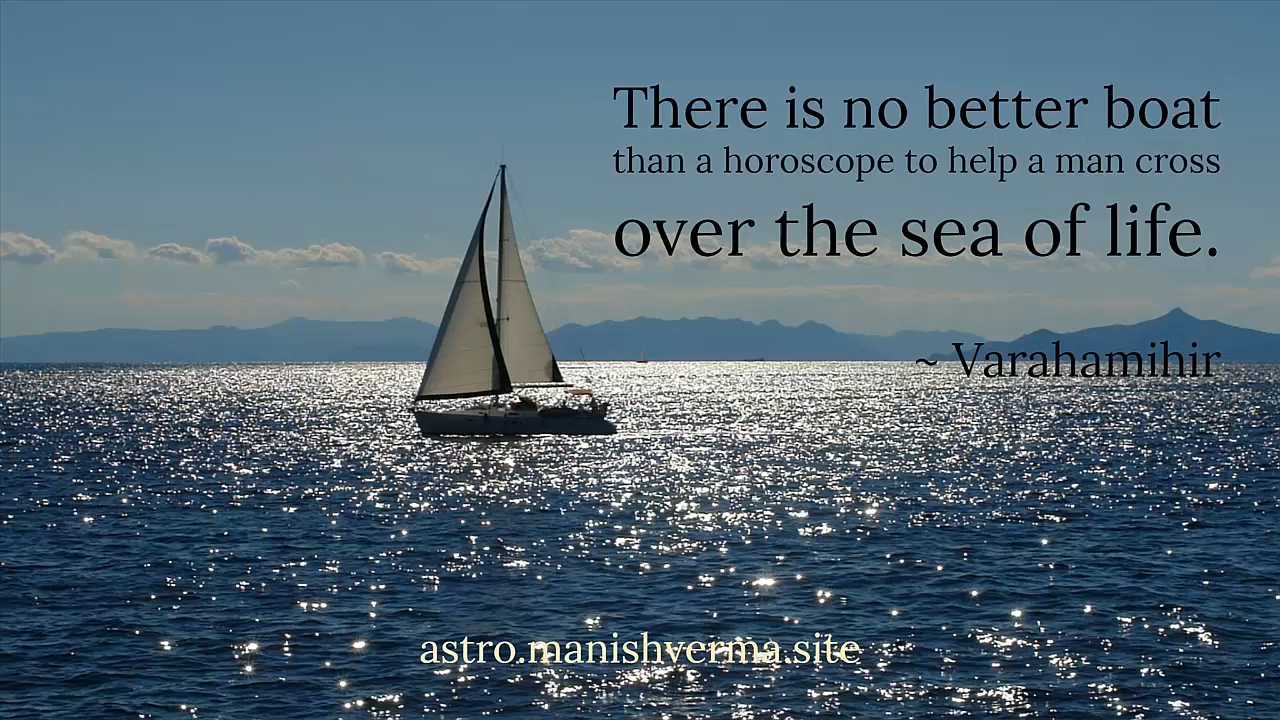 There is no better boat
than a horoscope to help a man cross
over the sea of life.
~ Varahamihir
astro.manishverma.site